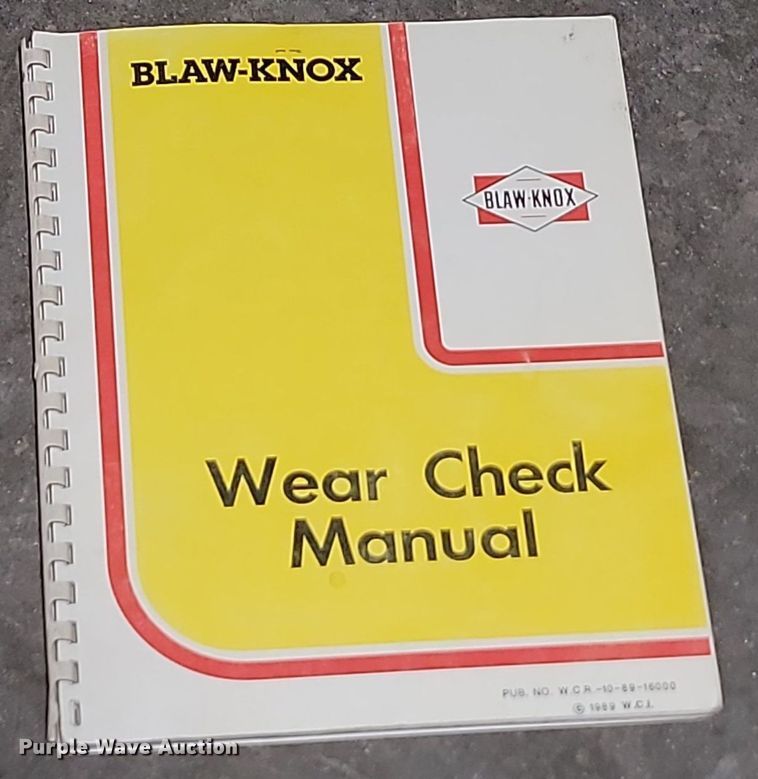 BLAW-KNOX
BLAW-KNOX
Wear Check
Manual
PUB. NO. W.C.R.-10-89-16000
© 1989 W.C.I.
Purple Wave Auction